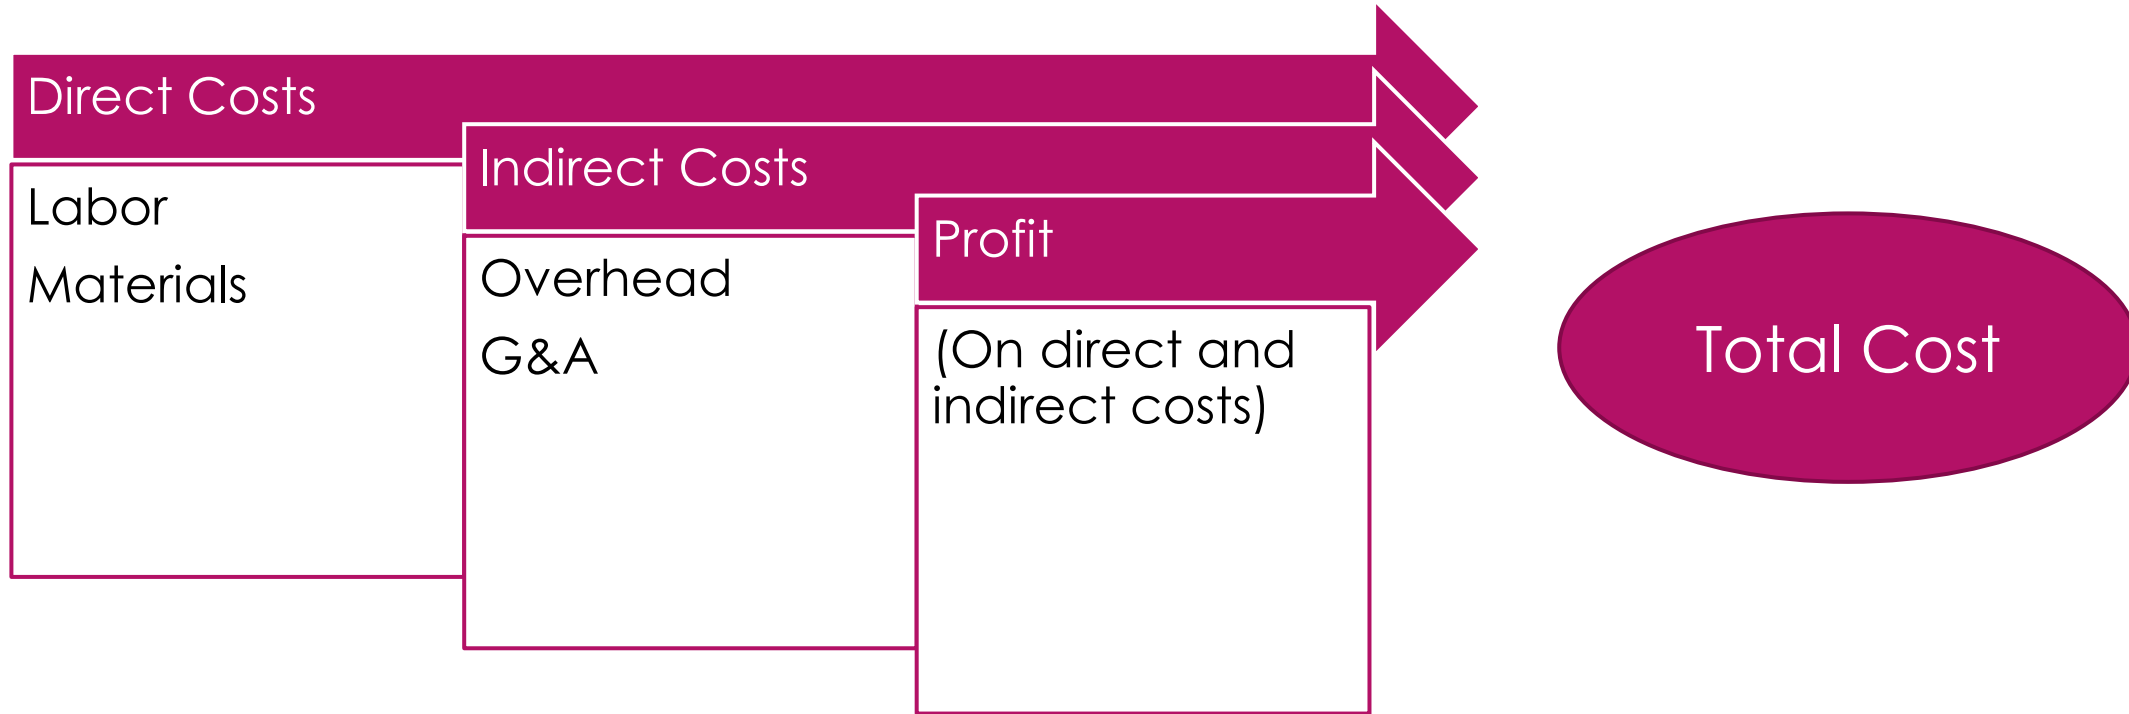 Direct Costs
Labor
Materials
Indirect Costs
Overhead
G&A
Profit
(On direct and
indirect costs)
Total Cost